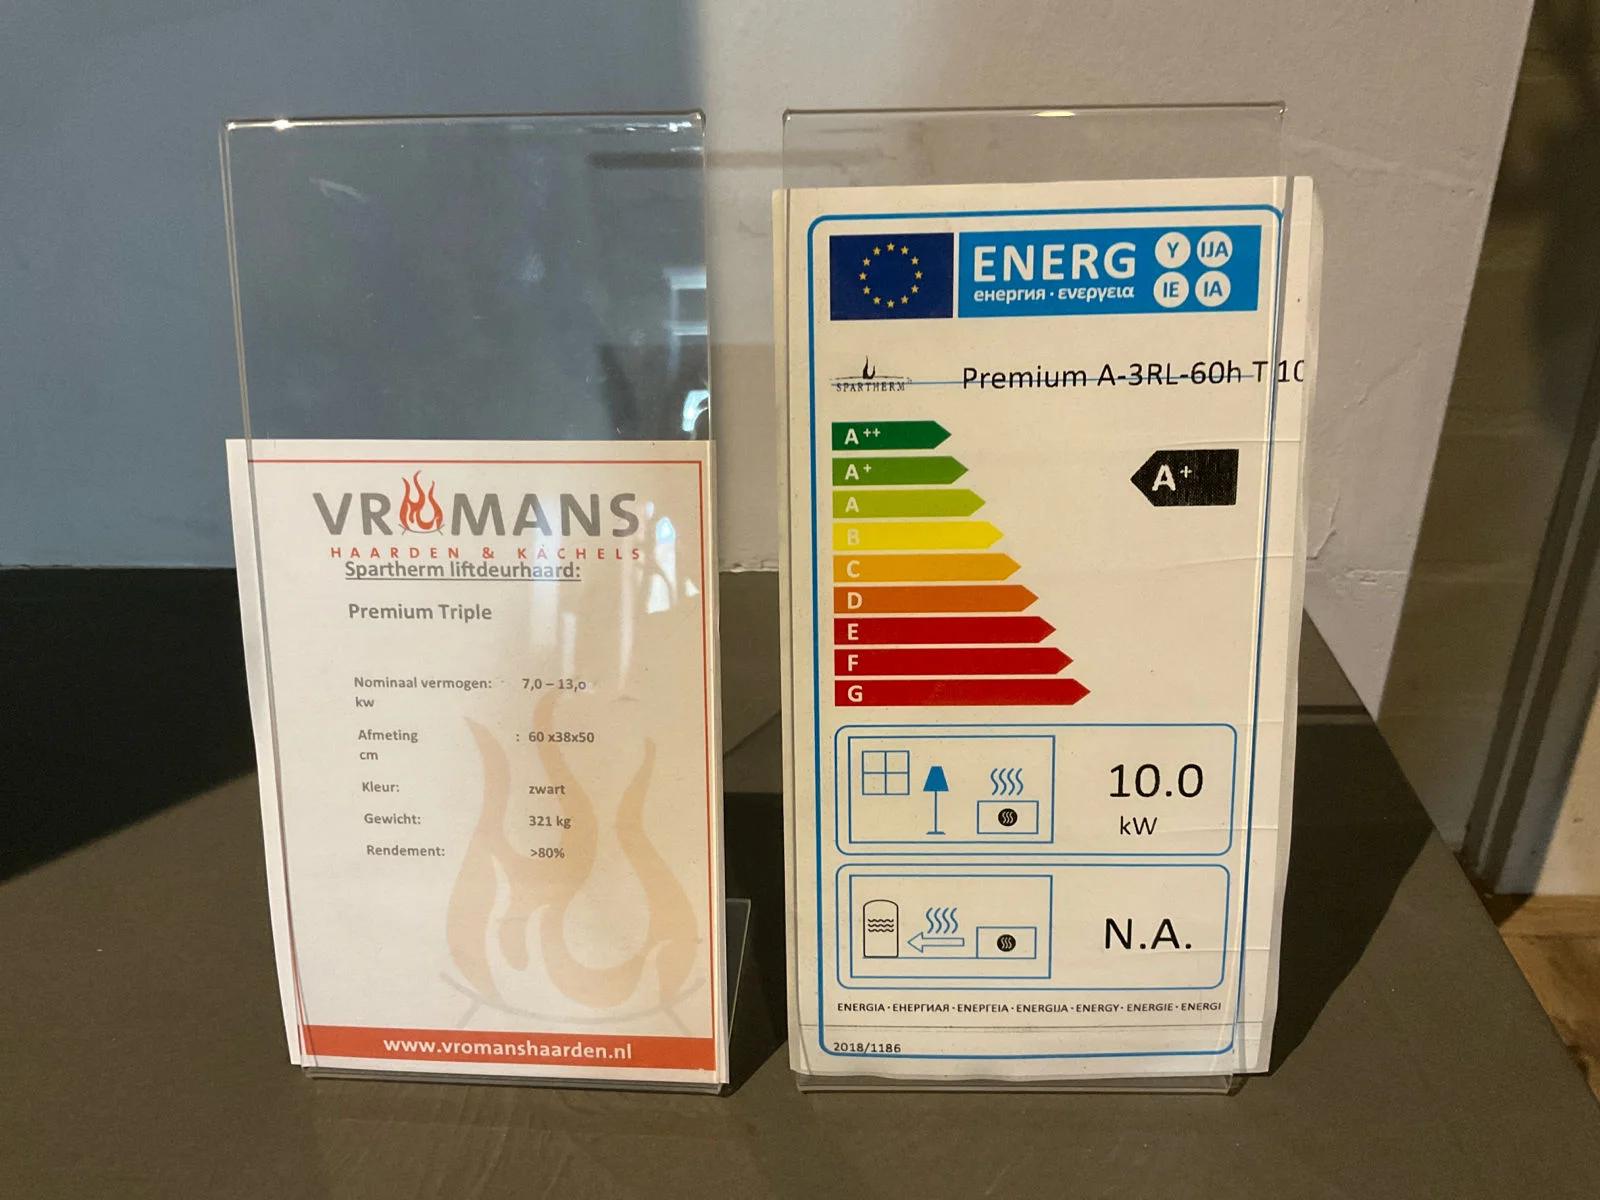 VROMANS
HAARDEN & KACHELS
Spartherm liftdeurhaard:
Premium Triple
Nominaal vermogen: 7,0 – 13,0
kw
Afmeting : 60 x38x50
cm
Kleur: zwart
Gewicht: 321 kg
Rendement: >80%
www.vromanshaarden.nl
ENERG Y IJA
енергия · ενεργεια IE IA
SPARTHERM Premium A-3RL-60h T 10
A++
A+ A+
A
B
C
D
E
F
G
10.0
kW
N.A.
ENERGIA · ЕНЕРГИЯ · ΕΝΕΡΓΕΙΑ · ENERGIJA · ENERGY · ENERGIE · ENERGI
2018/1186